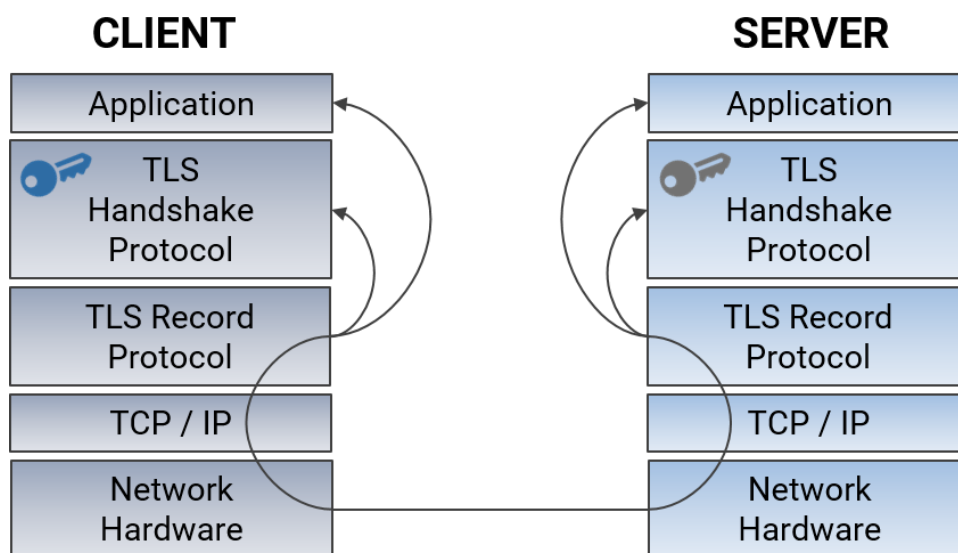 CLIENT
Application
TLS
Handshake
Protocol
TLS Record
Protocol
TCP / IP
Network
Hardware
SERVER
Application
TLS
Handshake
Protocol
TLS Record
Protocol
TCP / IP
Network
Hardware